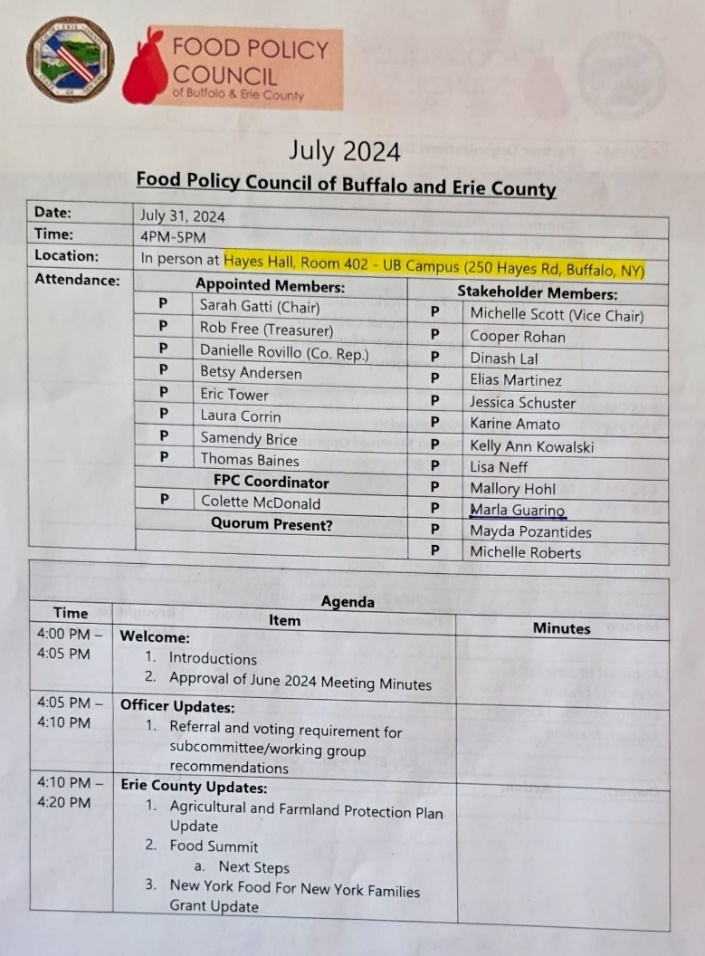 FOOD POLICY
COUNCIL
of Buffalo & Erie County
July 2024
Food Policy Council of Buffalo and Erie County
Date: July 31, 2024
Time: 4PM-5PM
Location: In person at Hayes Hall, Room 402 - UB Campus (250 Hayes Rd, Buffalo, NY)
Attendance: Appointed Members: Stakeholder Members:
P Sarah Gatti (Chair) P Michelle Scott (Vice Chair)
P Rob Free (Treasurer) P Cooper Rohan
P Danielle Rovillo (Co. Rep.) P Dinash Lal
P Betsy Andersen P Elias Martinez
P Eric Tower P Jessica Schuster
P Laura Corrin P Karine Amato
P Samendy Brice P Kelly Ann Kowalski
P Thomas Baines P Lisa Neff
FPC Coordinator P Mallory Hohl
P Colette McDonald P Marla Guarino
Quorum Present? P Mayda Pozantides
P Michelle Roberts
Agenda
Time Item Minutes
4:00 PM – Welcome:
4:05 PM 1. Introductions
2. Approval of June 2024 Meeting Minutes
4:05 PM – Officer Updates:
4:10 PM 1. Referral and voting requirement for
subcommittee/working group
recommendations
4:10 PM – Erie County Updates:
4:20 PM 1. Agricultural and Farmland Protection Plan
Update
2. Food Summit
a. Next Steps
3. New York Food For New York Families
Grant Update